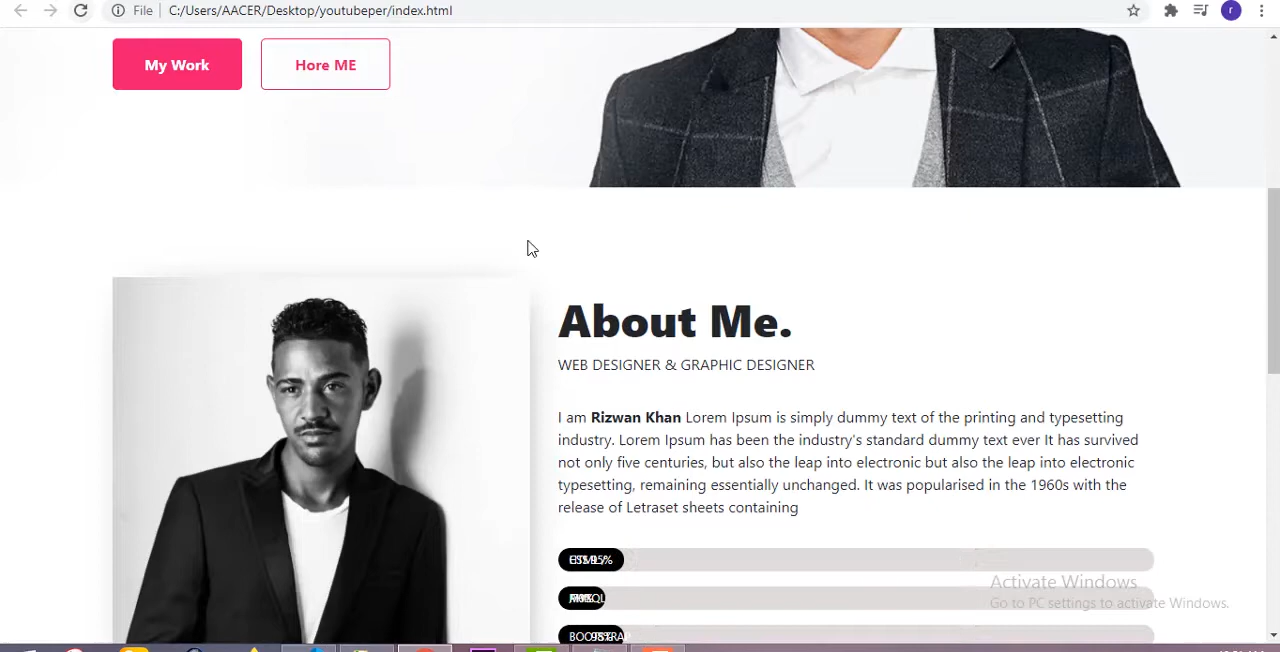 File | C:/Users/AACER/Desktop/youtubeper/index.html
r
My Work
Hore ME
About Me.
WEB DESIGNER & GRAPHIC DESIGNER
I am Rizwan Khan Lorem Ipsum is simply dummy text of the printing and typesetting
industry. Lorem Ipsum has been the industry's standard dummy text ever It has survived
not only five centuries, but also the leap into electronic but also the leap into electronic
typesetting, remaining essentially unchanged. It was popularised in the 1960s with the
release of Letraset sheets containing
95%
BOOTSTRAP
Activate Windows
Go to PC settings to activate Windows.